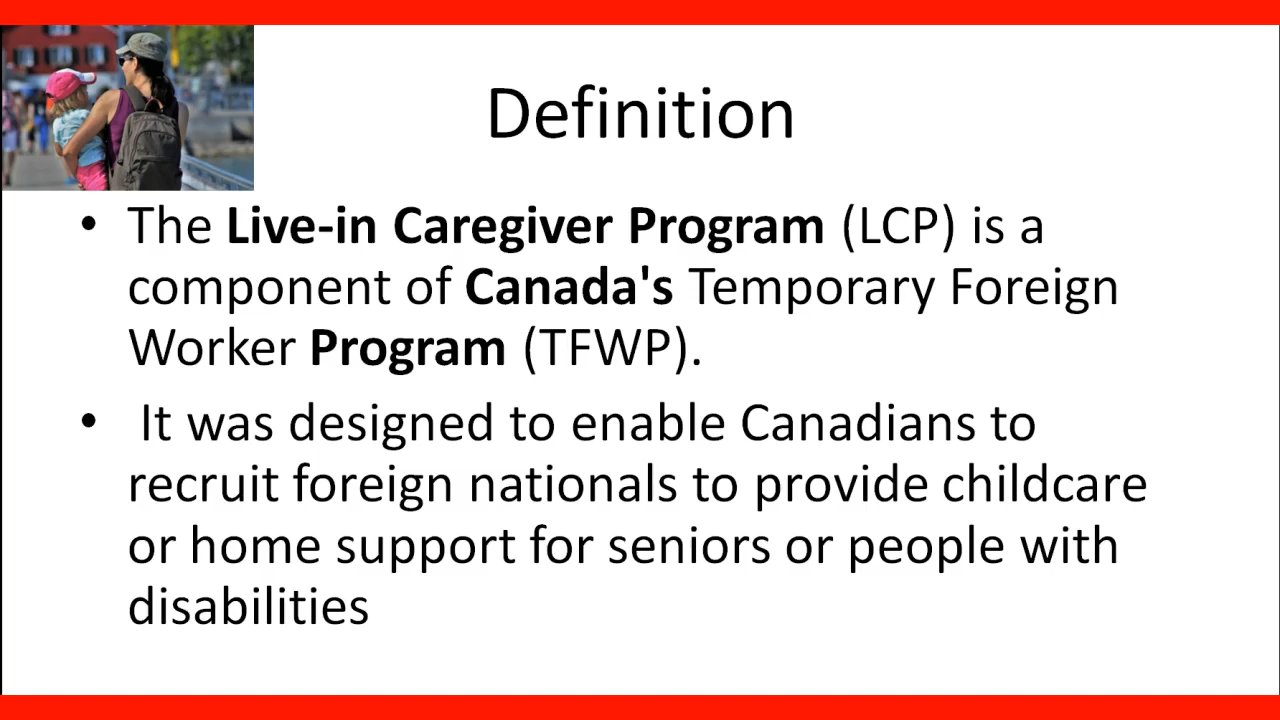 Definition
• The Live-in Caregiver Program (LCP) is a
component of Canada's Temporary Foreign
Worker Program (TFWP).
• It was designed to enable Canadians to
recruit foreign nationals to provide childcare
or home support for seniors or people with
disabilities